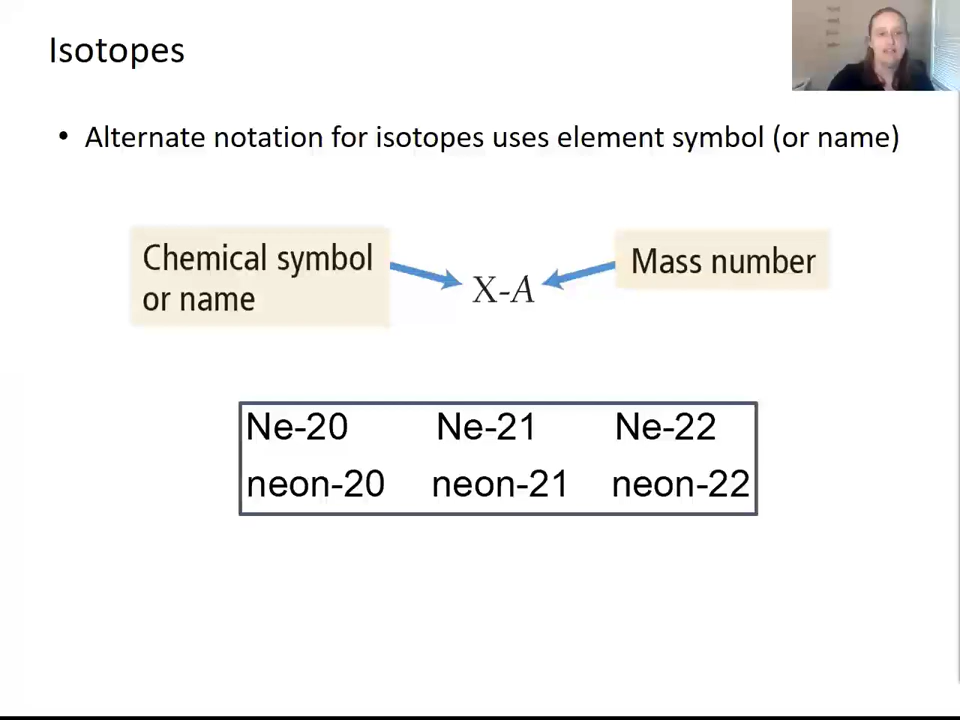 Isotopes
• Alternate notation for isotopes uses element symbol (or name)
Chemical symbol
or name
X-A
Mass number
Ne-20 Ne-21 Ne-22
neon-20 neon-21 neon-22